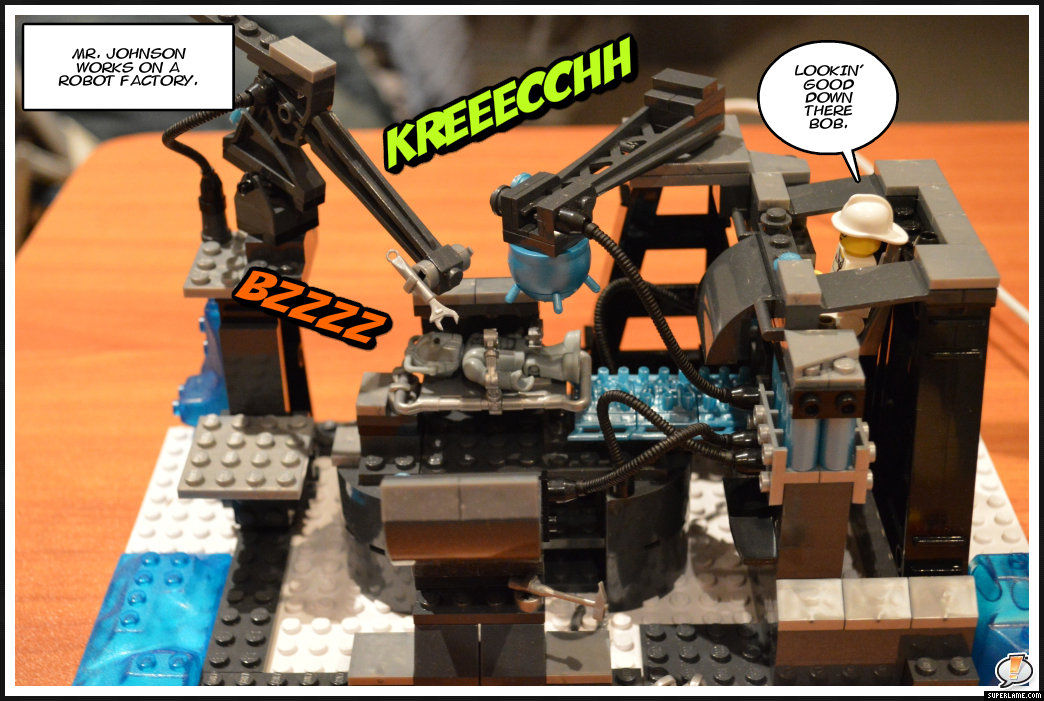 MR. JOHNSON
WORKS ON A
ROBOT FACTORY.
KREEECCHH
LOOKIN'
GOOD
DOWN
THERE
BOB.
BZZZZ
SUPERLAME.COM